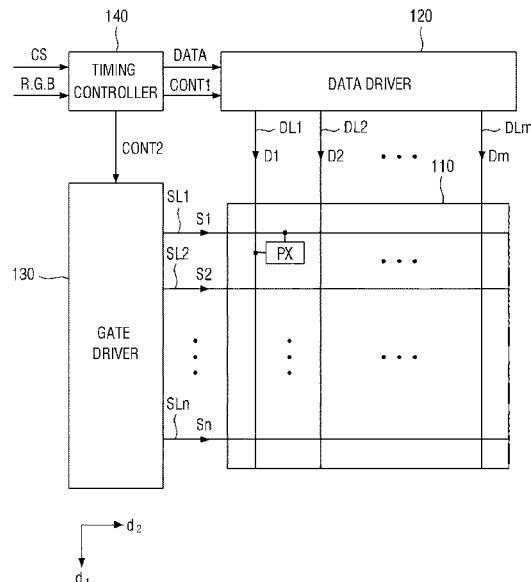 140
120
CS
R.G.B
TIMING
CONTROLLER
DATA
CONT1
DATA DRIVER
CONT2
DL1
DL2
DLm
D1
D2
Dm
110
130
GATE
DRIVER
SL1
S1
SL2
S2
SLn
Sn
PX
d₂
d₁